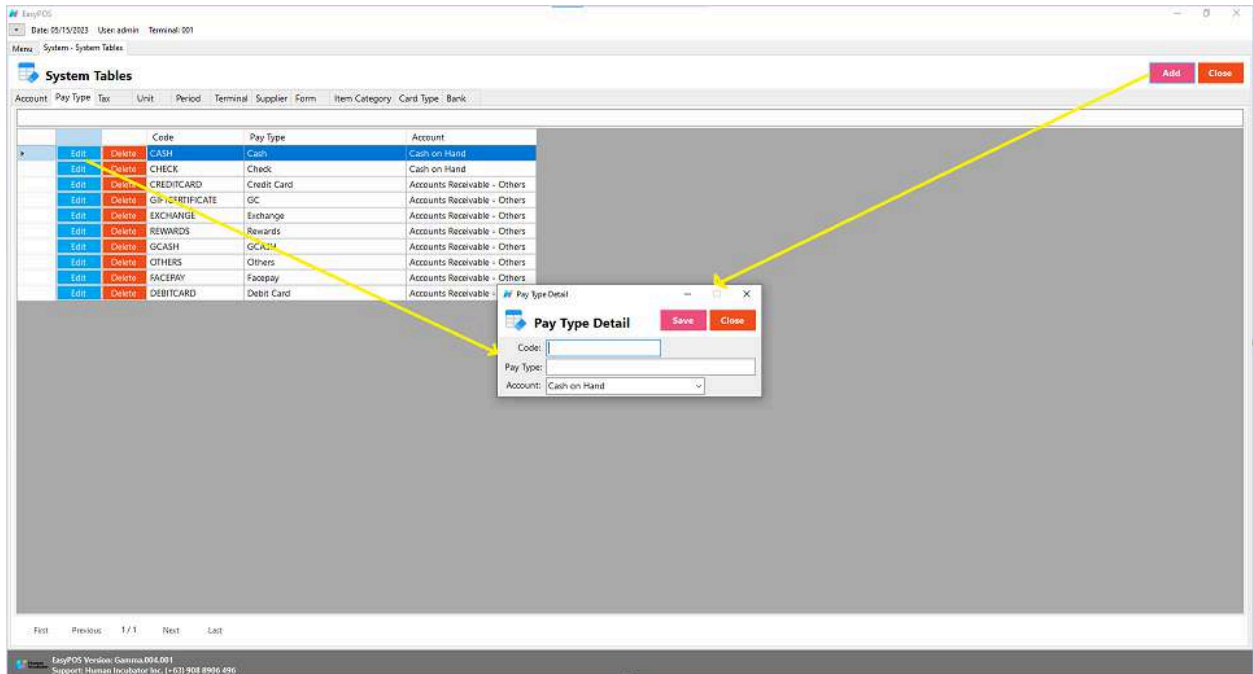 EasyPOS
Date: 05/15/2023 User: admin Terminal: 001
Menu System - System Tables
System Tables Add Close
Account Pay Type Tax Unit Period Terminal Supplier Form Item Category Card Type Bank
Code Pay Type Account
Edit Delete CASH Cash Cash on Hand
Edit Delete CHECK Check Cash on Hand
Edit Delete CREDITCARD Credit Card Accounts Receivable - Others
Edit Delete GIFTCERTIFICATE GC Accounts Receivable - Others
Edit Delete EXCHANGE Exchange Accounts Receivable - Others
Edit Delete REWARDS Rewards Accounts Receivable - Others
Edit Delete GCASH GCASH Accounts Receivable - Others
Edit Delete OTHERS Others Accounts Receivable - Others
Edit Delete FACEPAY Facepay Accounts Receivable - Others
Edit Delete DEBITCARD Debit Card Accounts Receivable -
Pay Type Detail
Pay Type Detail Save Close
Code:
Pay Type:
Account: Cash on Hand
First Previous 1 / 1 Next Last
EasyPOS Version: Gamma.004.001
Support: Human Incubator Inc. (+63) 908 8906 496